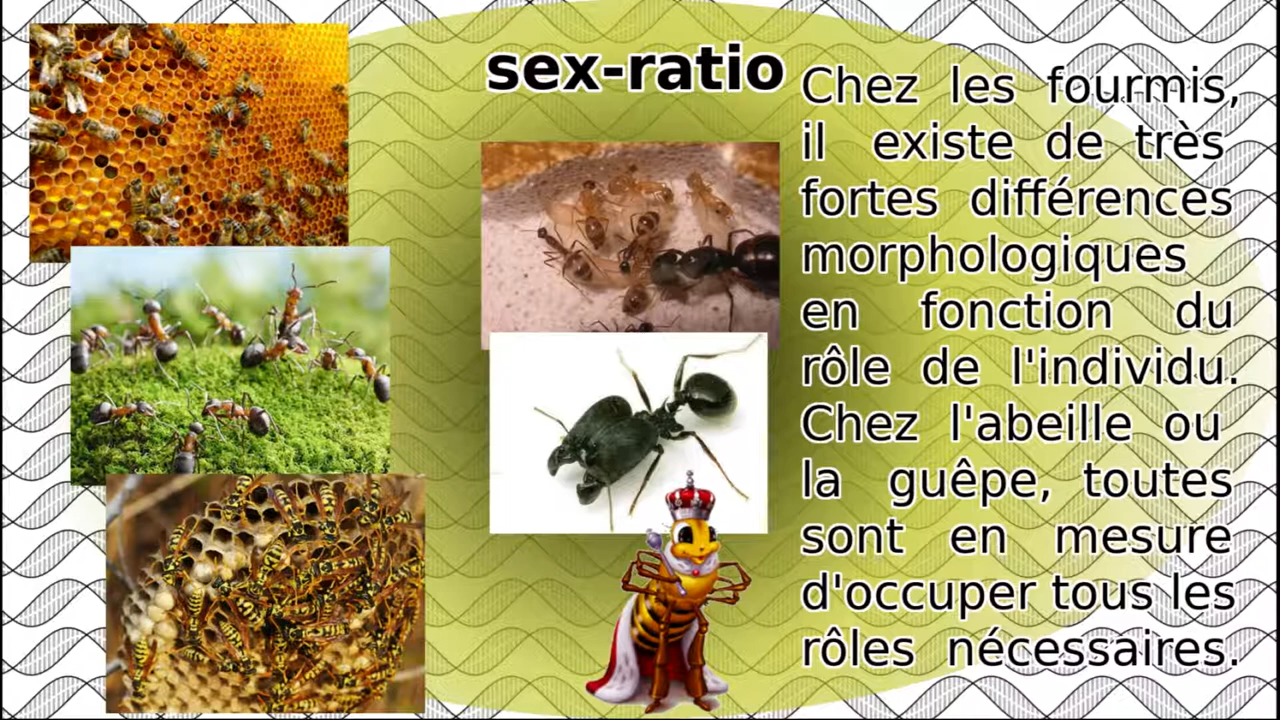 sex-ratio
Chez les fourmis,
il existe de très
fortes différences
morphologiques
en fonction du
rôle de l'individu.
Chez l'abeille ou
la guêpe, toutes
sont en mesure
d'occuper tous les
rôles nécessaires.